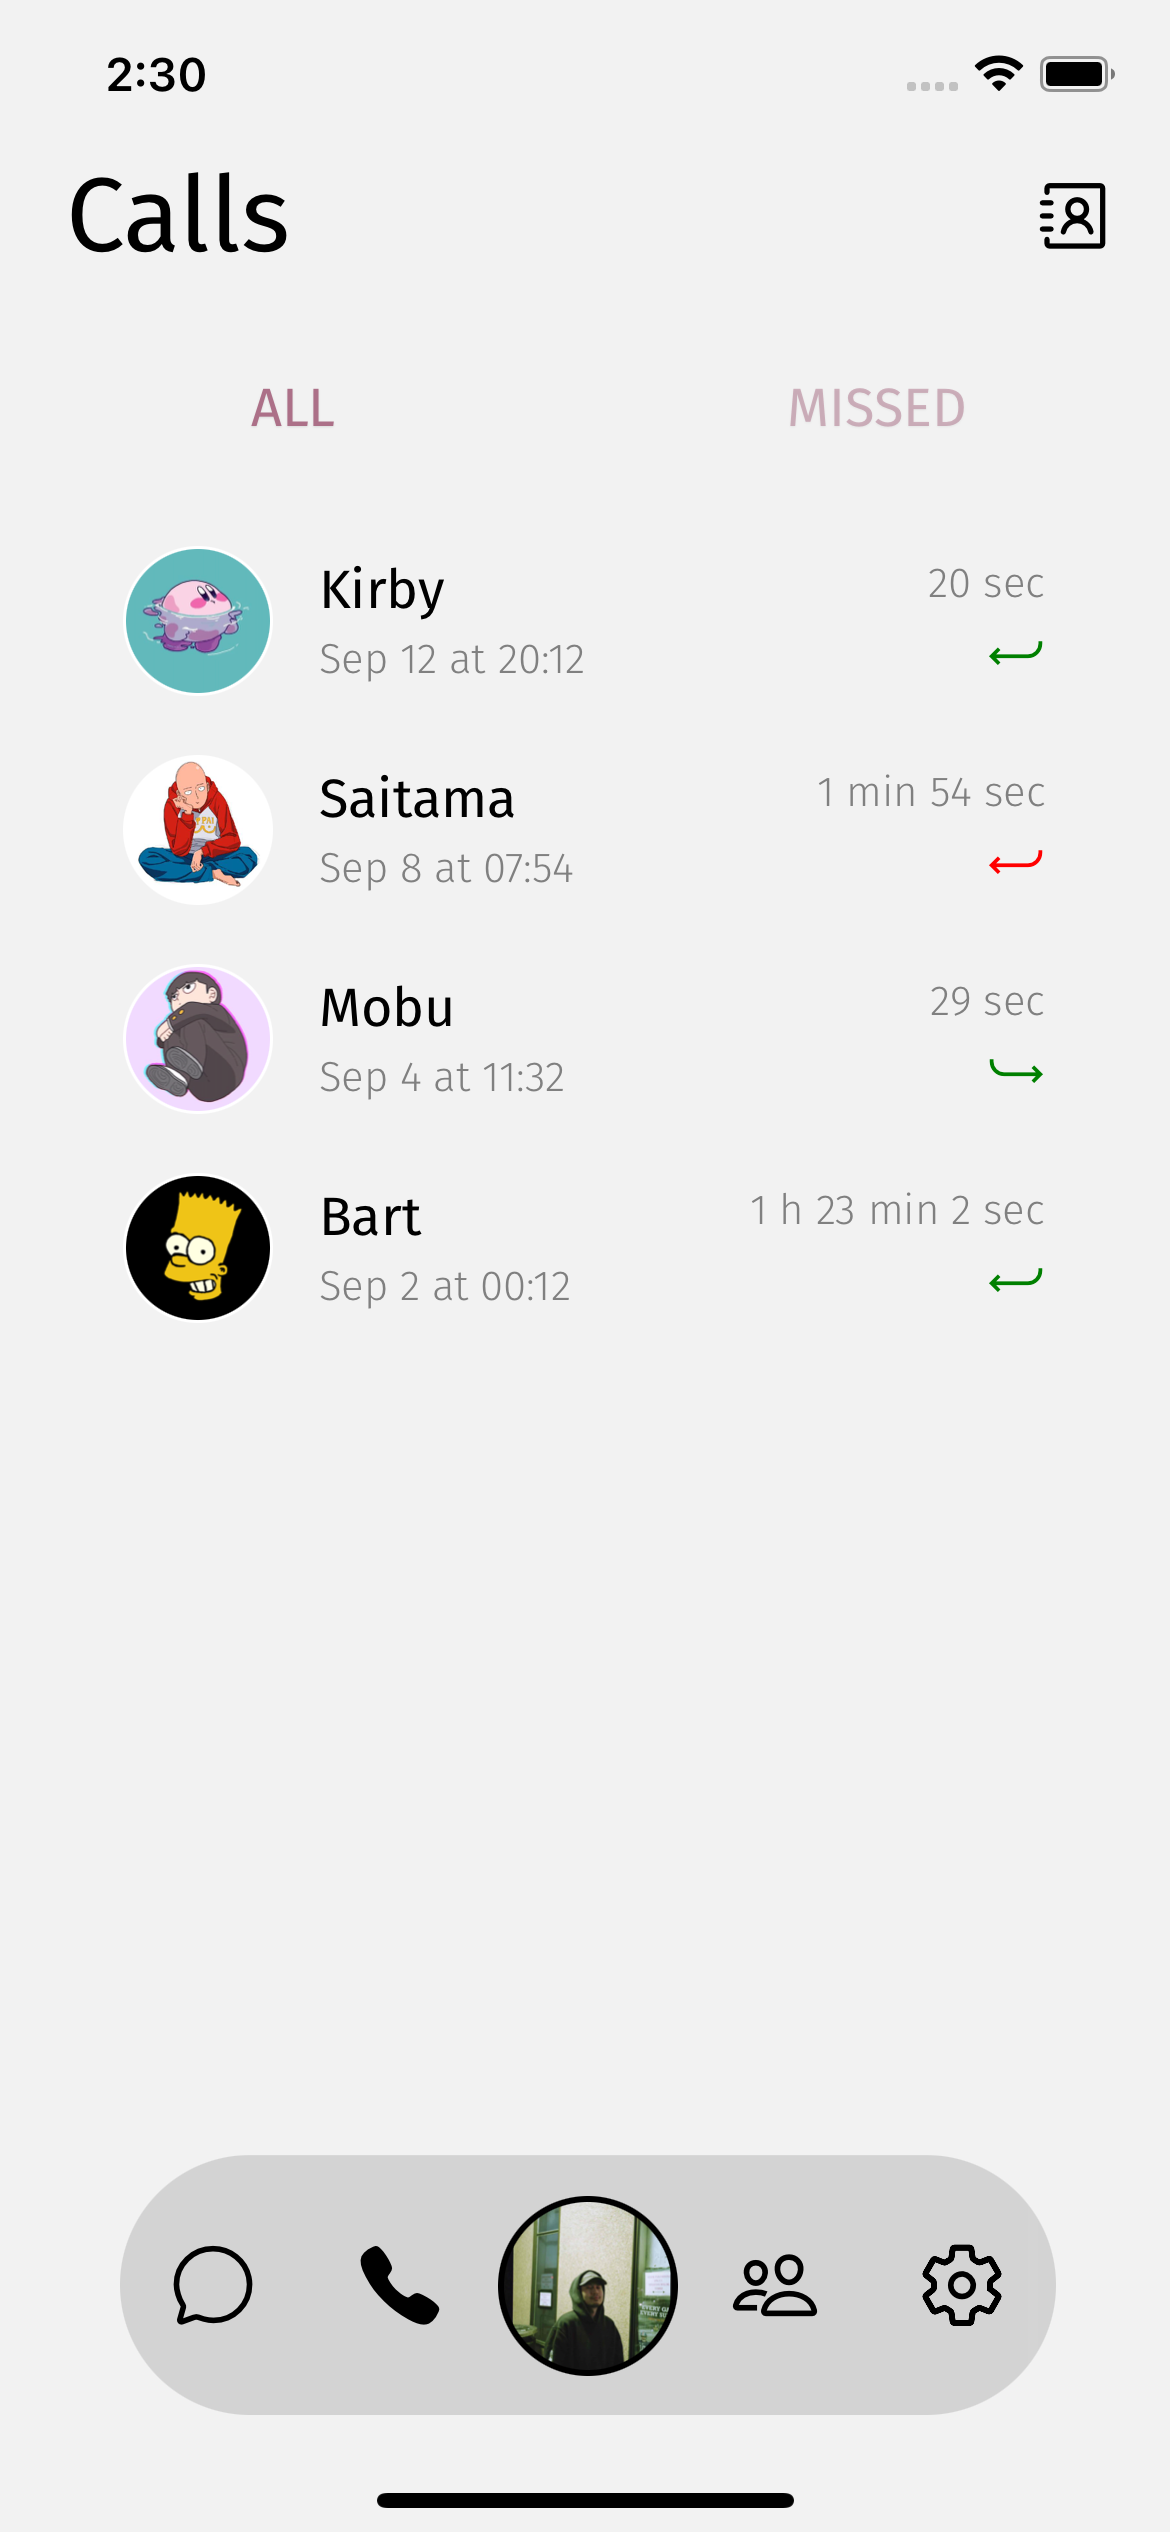 2:30
Calls
ALL
MISSED
Kirby
20 sec
Sep 12 at 20:12
Saitama
1 min 54 sec
Sep 8 at 07:54
Mobu
29 sec
Sep 4 at 11:32
Bart
1 h 23 min 2 sec
Sep 2 at 00:12